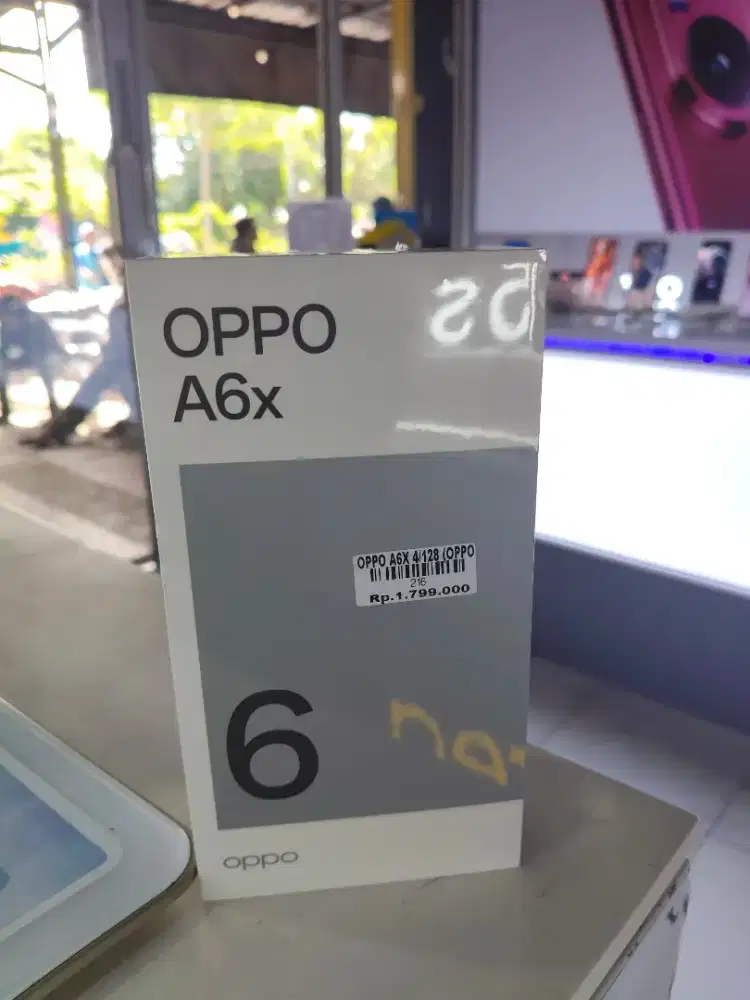 OPPO
A6x
OPPO A6X 4/128 (OPPO
216
Rp.1.799.000
6
oppo